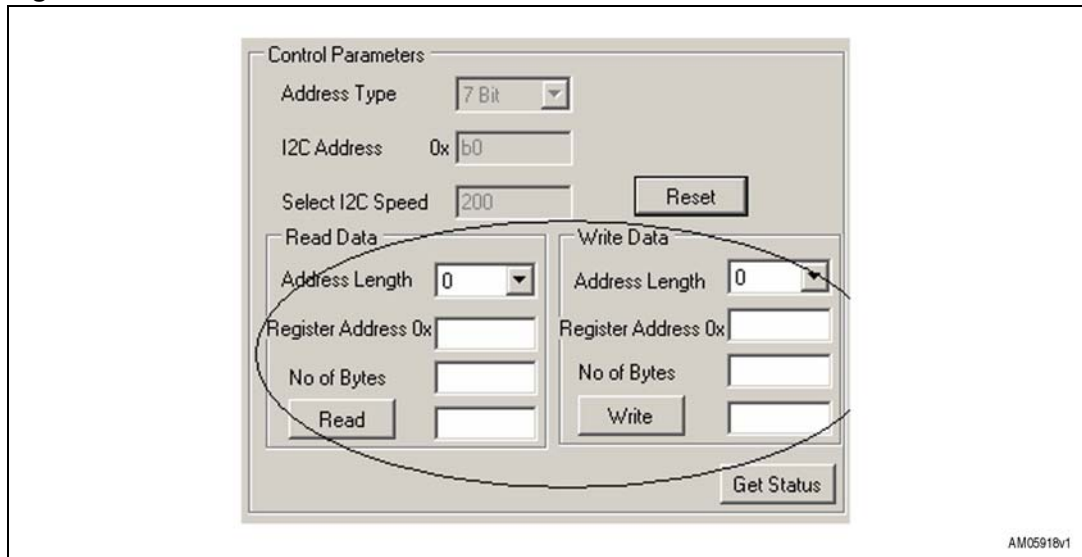 Control Parameters
Address Type 7 Bit
I2C Address 0x b0
Select I2C Speed 200
Reset
Read Data
Address Length 0
Register Address 0x
No of Bytes
Read
Write Data
Address Length 0
Register Address 0x
No of Bytes
Write
Get Status
AM05918v1